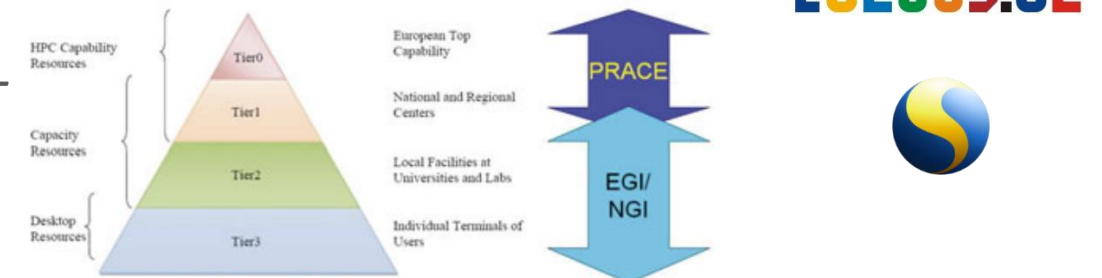 HPC Capability
Resources
Capacity
Resources
Desktop
Resources
Tier0
Tier1
Tier2
Tier3
European Top
Capability
National and Regional
Centers
Local Facilities at
Universities and Labs
Individual Terminals of
Users
PRACE
EGI/
NGI